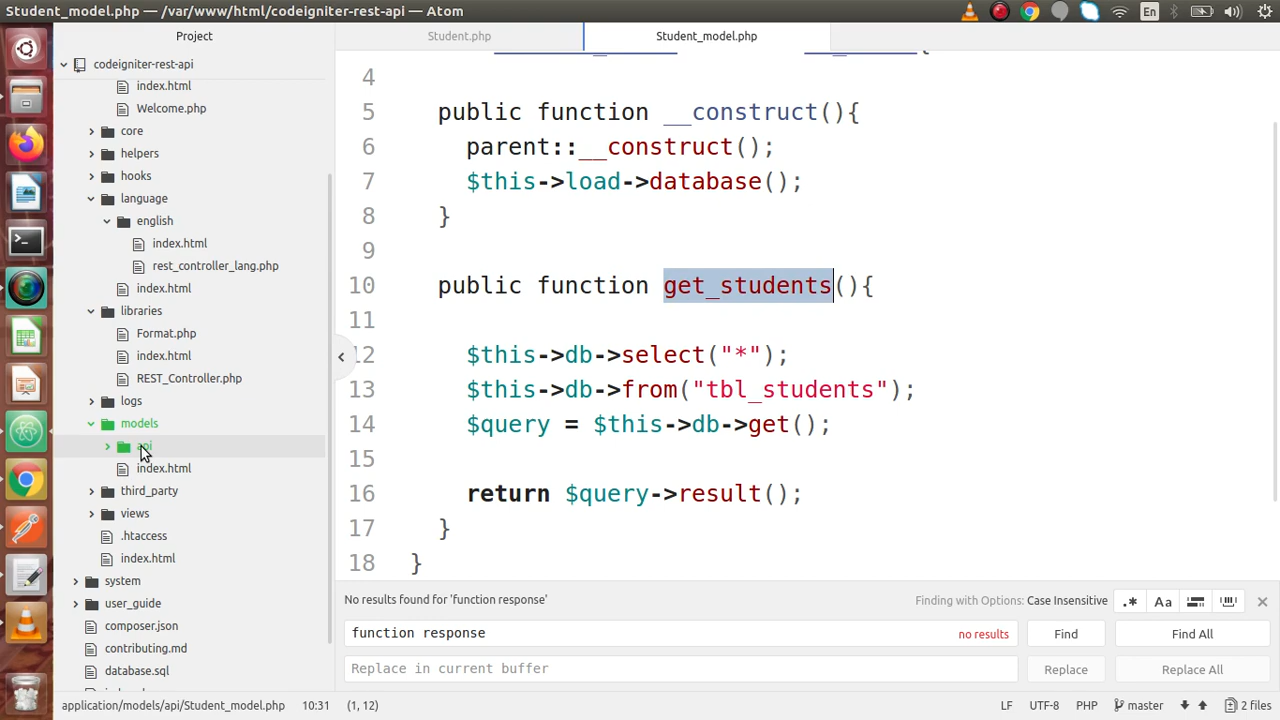 Student_model.php — /var/www/html/codeigniter-rest-api — Atom
En
Project
Student.php
Student_model.php
codeigniter-rest-api
index.html
Welcome.php
core
helpers
hooks
language
english
index.html
rest_controller_lang.php
index.html
libraries
Format.php
index.html
REST_Controller.php
logs
models
api
index.html
third_party
views
.htaccess
index.html
system
user_guide
composer.json
contributing.md
database.sql
4
5 public function __construct(){
6 parent::__construct();
7 $this->load->database();
8 }
9
10 public function get_students(){
11
12 $this->db->select("*");
13 $this->db->from("tbl_students");
14 $query = $this->db->get();
15
16 return $query->result();
17 }
18 }
No results found for 'function response'
Finding with Options: Case Insensitive
.* Aa
function response
no results
Find
Find All
Replace in current buffer
Replace
Replace All
application/models/api/Student_model.php 10:31 (1, 12)
LF UTF-8 PHP master 2 files